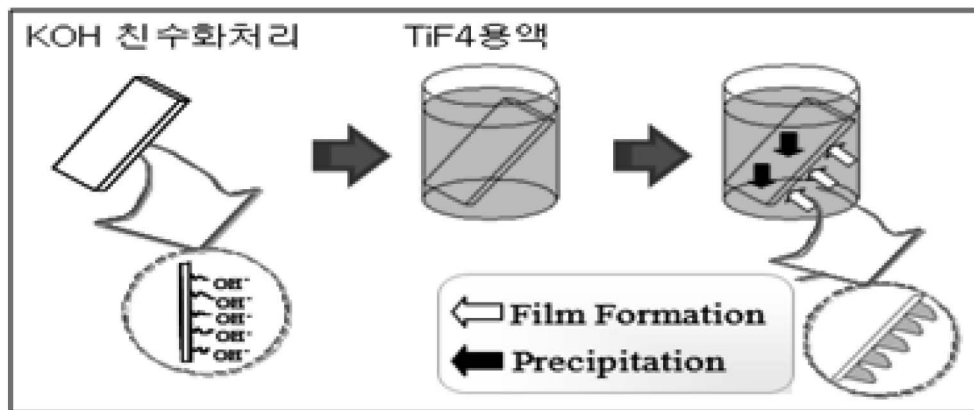 KOH 친수화처리
TiF4용액
OH⁻
OH⁻
OH⁻
OH⁻
OH⁻
Film Formation
Precipitation